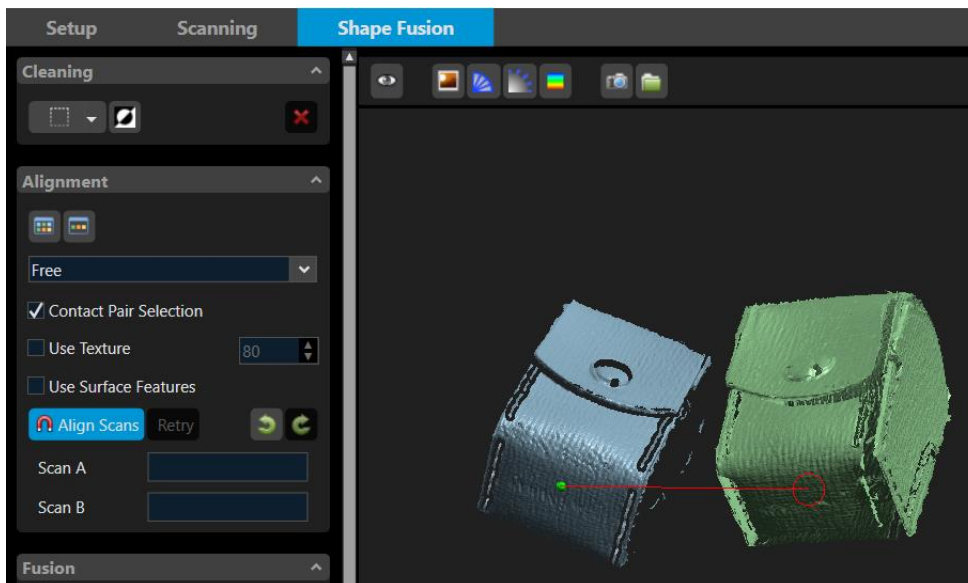 Setup Scanning Shape Fusion
Cleaning
Alignment
Free
Contact Pair Selection
Use Texture 80
Use Surface Features
Align Scans Retry
Scan A
Scan B
Fusion